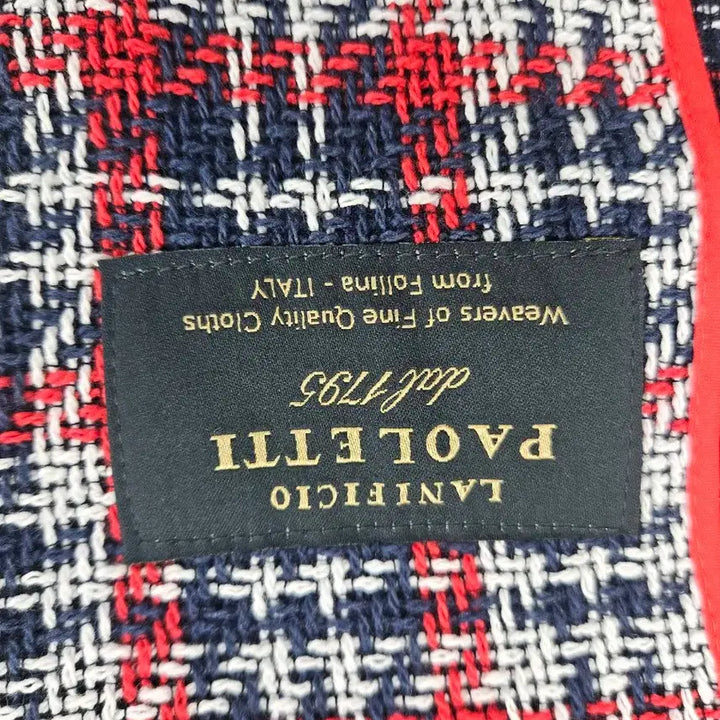 LANIFICIO
PAOLETTI
dal 1795
Weavers of Fine Quality Cloths
from Follina - ITALY